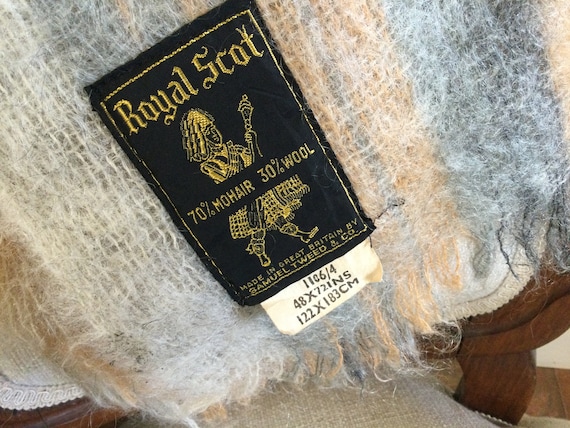 Royal Scot
70% MOHAIR 30% WOOL
MADE IN GREAT BRITAIN BY
SAMUEL TWEED & CO.
1106/4
48X72INS
122X183CM